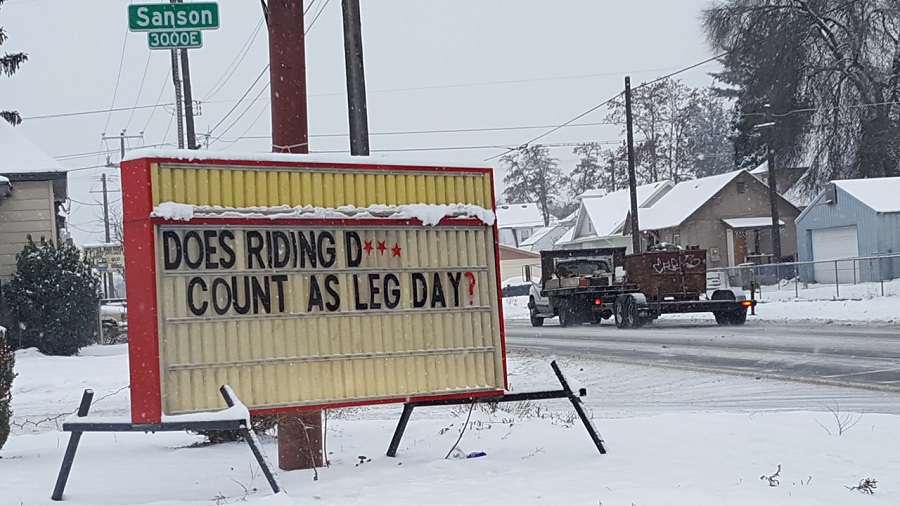 Sanson
3000E
DOES RIDING D★★★
COUNT AS LEG DAY?